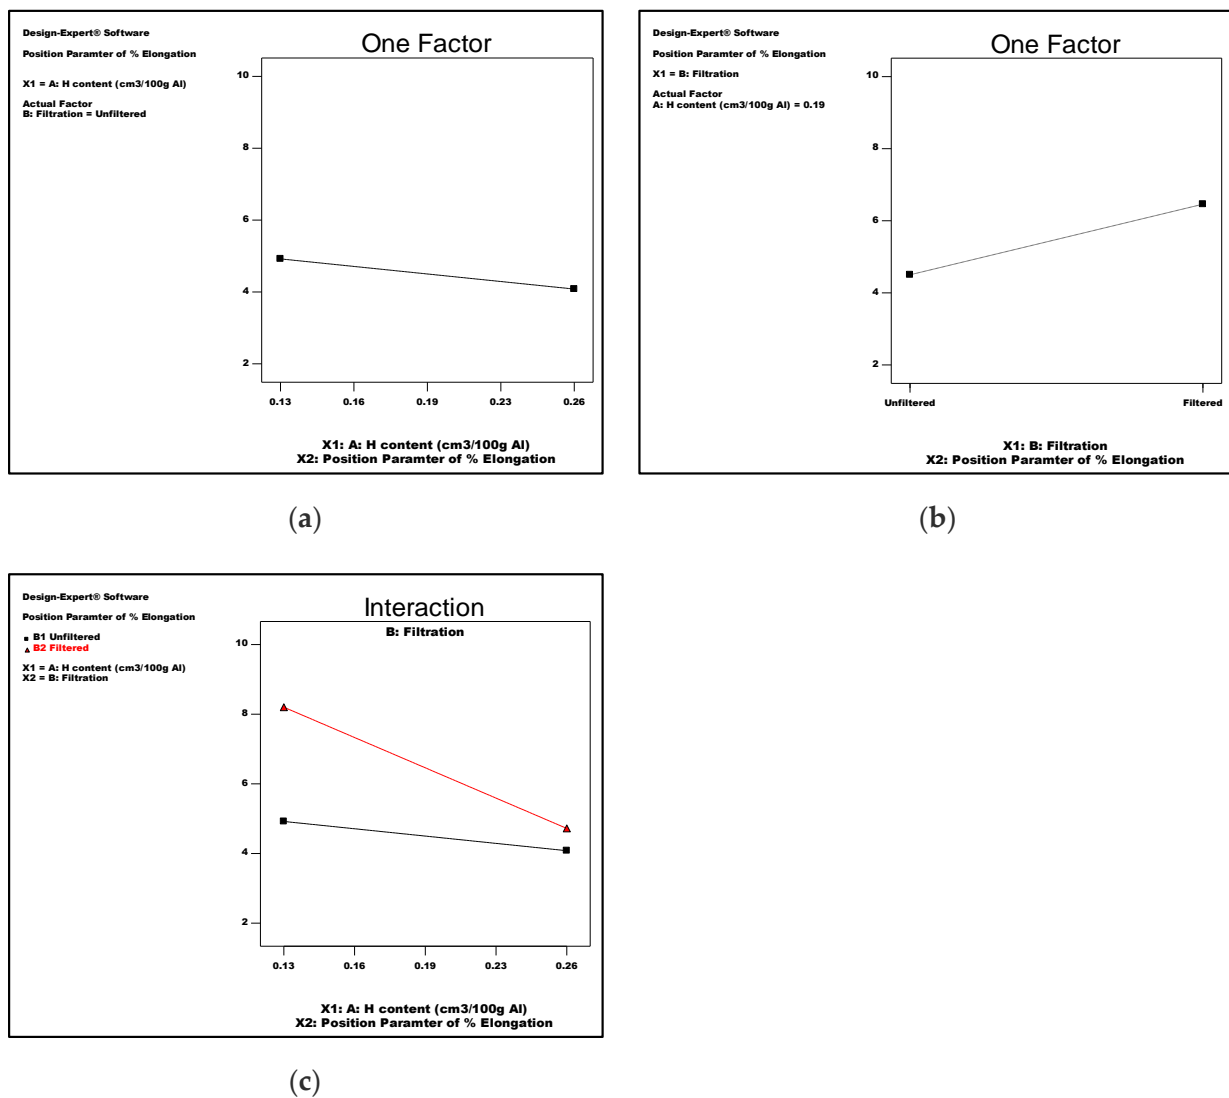 Design-Expert® Software
Position Paramter of % Elongation
X1 = A: H content (cm3/100g Al)
Actual Factor
B: Filtration = Unfiltered
One Factor
10
8
6
4
2
0.13 0.16 0.19 0.23 0.26
X1: A: H content (cm3/100g Al)
X2: Position Paramter of % Elongation
(a)
Design-Expert® Software
Position Paramter of % Elongation
X1 = B: Filtration
Actual Factor
A: H content (cm3/100g Al) = 0.19
One Factor
10
8
6
4
2
Unfiltered Filtered
X1: B: Filtration
X2: Position Paramter of % Elongation
(b)
Design-Expert® Software
Position Paramter of % Elongation
B1 Unfiltered
B2 Filtered
X1 = A: H content (cm3/100g Al)
X2 = B: Filtration
Interaction
B: Filtration
10
8
6
4
2
0.13 0.16 0.19 0.23 0.26
X1: A: H content (cm3/100g Al)
X2: Position Paramter of % Elongation
(c)